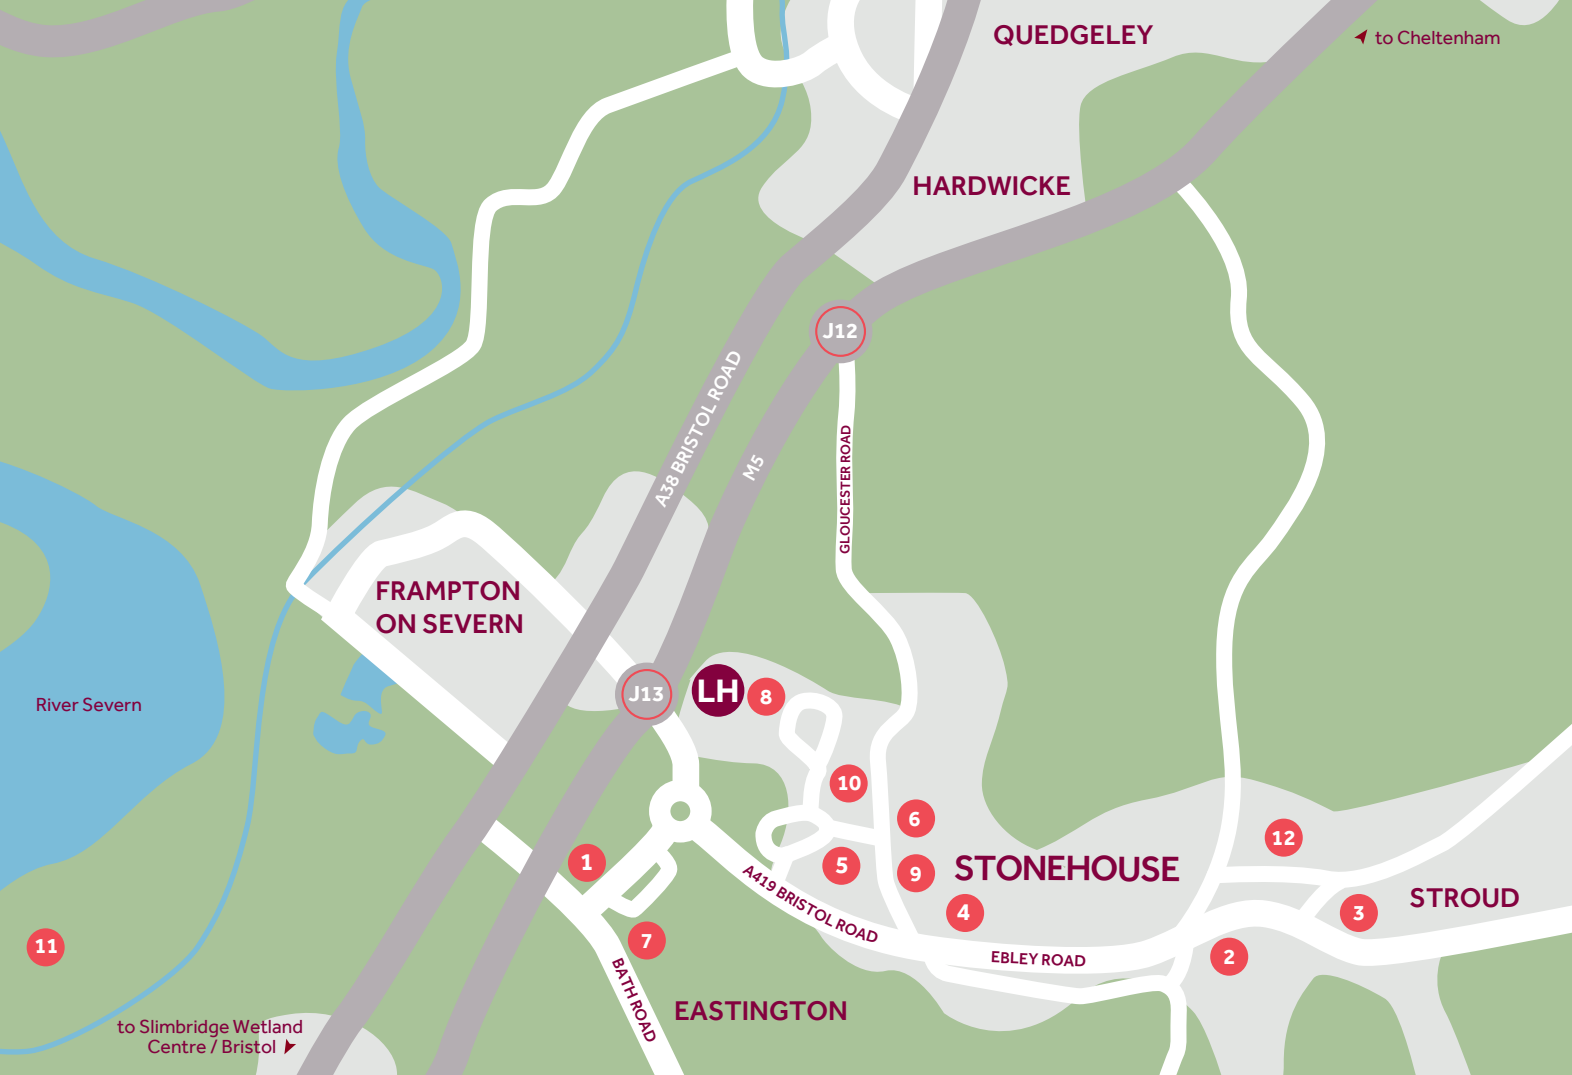 QUEDGELEY
to Cheltenham
HARDWICKE
J12
A38 BRISTOL ROAD
M5
GLOUCESTER ROAD
FRAMPTON
ON SEVERN
River Severn
J13
LH
8
10
6
12
1
5
9
STONEHOUSE
A419 BRISTOL ROAD
STROUD
4
3
7
11
EBLEY ROAD
2
BATH ROAD
EASTINGTON
to Slimbridge Wetland
Centre / Bristol